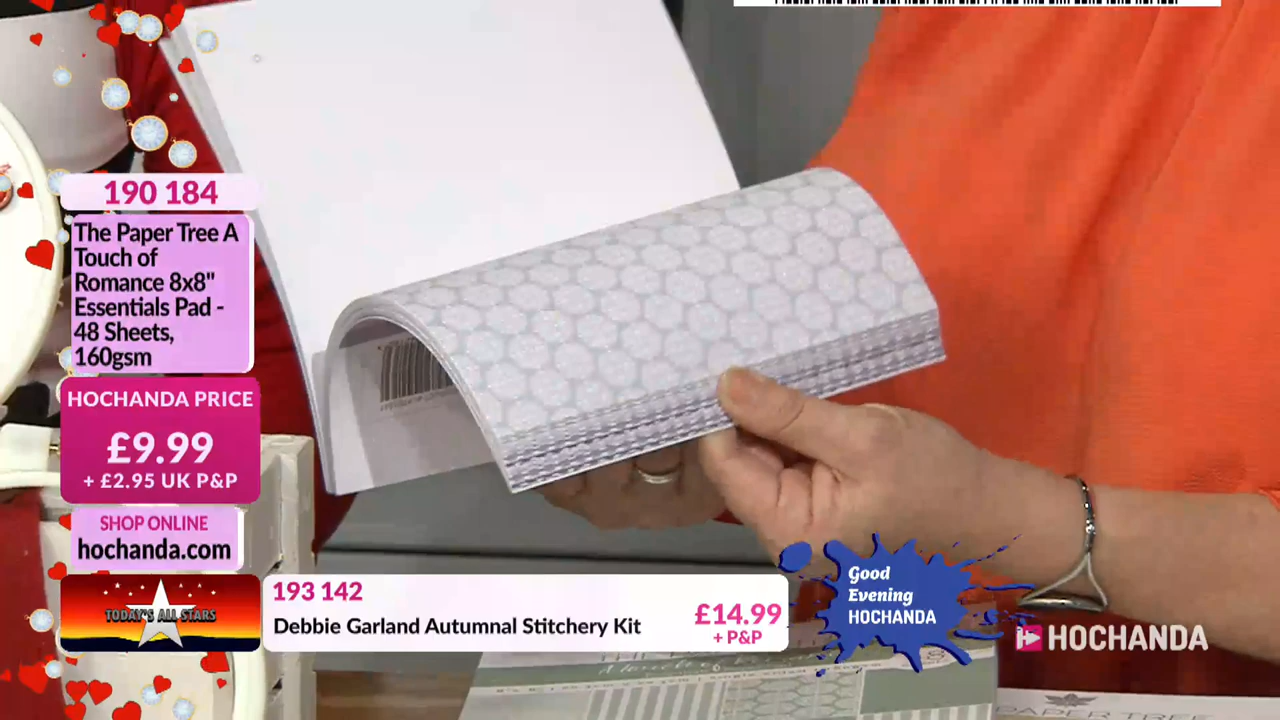 190 184
The Paper Tree A
Touch of
Romance 8x8"
Essentials Pad -
48 Sheets,
160gsm
HOCHANDA PRICE
£9.99
+ £2.95 UK P&P
SHOP ONLINE
hochanda.com
TODAY'S ALL STARS
193 142
Debbie Garland Autumnal Stitchery Kit
£14.99
+ P&P
Good
Evening
HOCHANDA
HOCHANDA
PAPER TREE